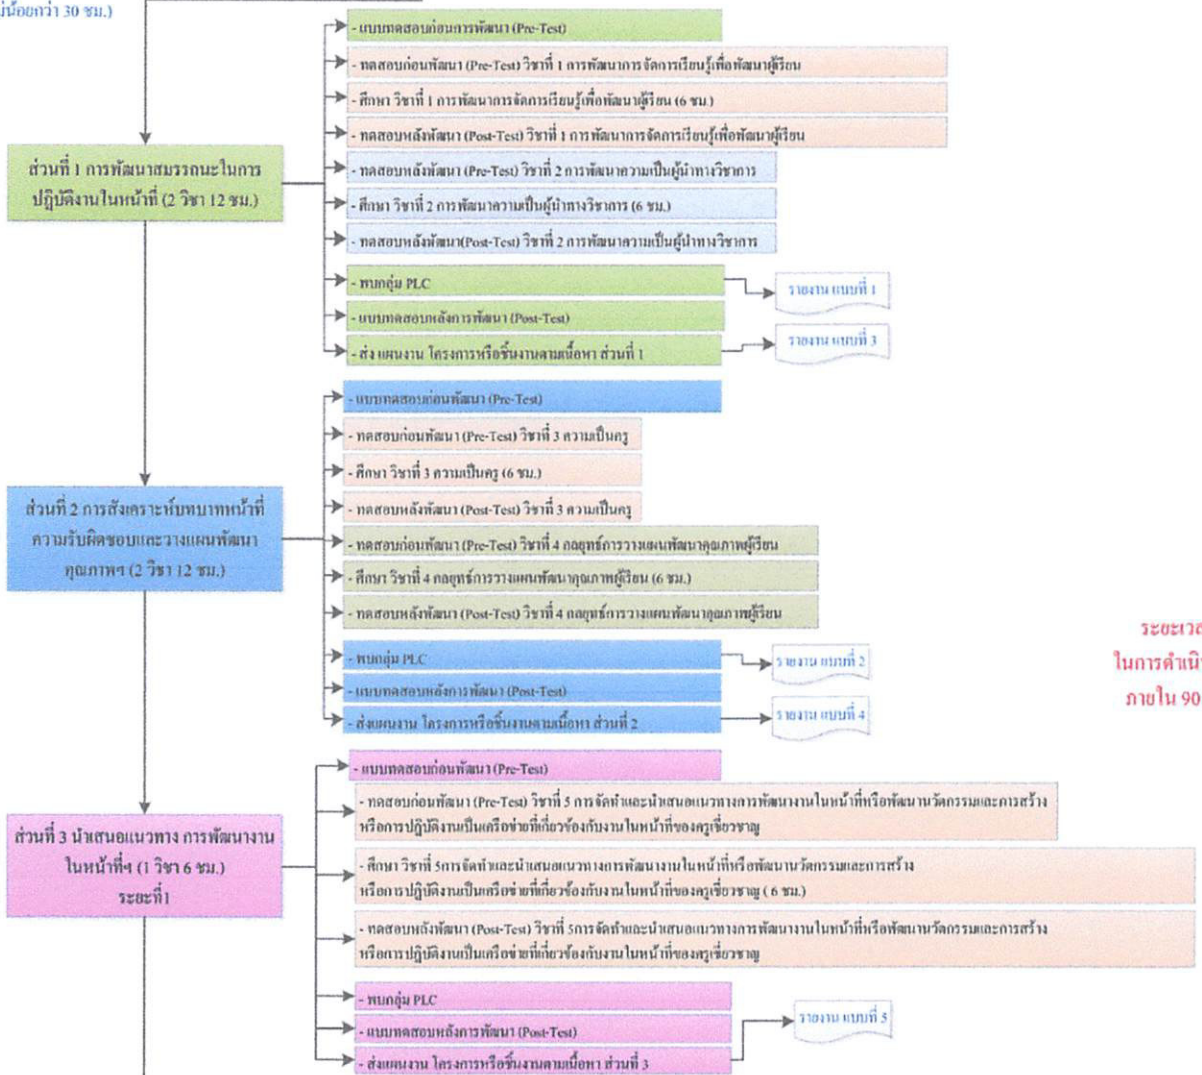 ม่น้อยกว่า 30 ชม.)
- แบบทดสอบก่อนการพัฒนา (Pre-Test)
- ทดสอบก่อนพัฒนา (Pre-Test) วิชาที่ 1 การพัฒนาการจัดการเรียนรู้เพื่อพัฒนาผู้เรียน
- ศึกษา วิชาที่ 1 การพัฒนาการจัดการเรียนรู้เพื่อพัฒนาผู้เรียน (6 ชม.)
- ทดสอบหลังพัฒนา (Post-Test) วิชาที่ 1 การพัฒนาการจัดการเรียนรู้เพื่อพัฒนาผู้เรียน
ส่วนที่ 1 การพัฒนาสมรรถนะในการ
ปฏิบัติงานในหน้าที่ (2 วิชา 12 ชม.)
- ทดสอบหลังพัฒนา (Pre-Test) วิชาที่ 2 การพัฒนาความเป็นผู้นำทางวิชาการ
- ศึกษา วิชาที่ 2 การพัฒนาความเป็นผู้นำทางวิชาการ (6 ชม.)
- ทดสอบหลังพัฒนา(Post-Test) วิชาที่ 2 การพัฒนาความเป็นผู้นำทางวิชาการ
- พบกลุ่ม PLC
รายงาน แบบที่ 1
- แบบทดสอบหลังการพัฒนา (Post-Test)
- ส่ง แผนงาน โครงการหรือชิ้นงานตามเนื้อหา ส่วนที่ 1
รายงาน แบบที่ 3
- แบบทดสอบก่อนพัฒนา (Pre-Test)
- ทดสอบก่อนพัฒนา (Pre-Test) วิชาที่ 3 ความเป็นครู
- ศึกษา วิชาที่ 3 ความเป็นครู (6 ชม.)
- ทดสอบหลังพัฒนา (Post-Test) วิชาที่ 3 ความเป็นครู
ส่วนที่ 2 การสังเคราะห์บทบาทหน้าที่
ความรับผิดชอบและวางแผนพัฒนา
คุณภาพฯ (2 วิชา 12 ชม.)
- ทดสอบก่อนพัฒนา (Pre-Test) วิชาที่ 4 กลยุทธ์การวางแผนพัฒนาคุณภาพผู้เรียน
- ศึกษา วิชาที่ 4 กลยุทธ์การวางแผนพัฒนาคุณภาพผู้เรียน (6 ชม.)
- ทดสอบหลังพัฒนา (Post-Test) วิชาที่ 4 กลยุทธ์การวางแผนพัฒนาคุณภาพผู้เรียน
- พบกลุ่ม PLC
รายงาน แบบที่ 2
- แบบทดสอบหลังการพัฒนา (Post-Test)
- ส่งแผนงาน โครงการหรือชิ้นงานตามเนื้อหา ส่วนที่ 2
รายงาน แบบที่ 4
ระยะเวล
ในการดำเนิน
ภายใน 90
- แบบทดสอบก่อนพัฒนา (Pre-Test)
- ทดสอบก่อนพัฒนา (Pre-Test) วิชาที่ 5 การจัดทำและนำเสนอแนวทางการพัฒนางานในหน้าที่หรือพัฒนานวัตกรรมและการสร้าง
หรือการปฏิบัติงานเป็นเครือข่ายที่เกี่ยวข้องกับงานในหน้าที่ของครูเชี่ยวชาญ
ส่วนที่ 3 นำเสนอแนวทาง การพัฒนางาน
ในหน้าที่ฯ (1 วิชา 6 ชม.)
ระยะที่1
- ศึกษา วิชาที่ 5การจัดทำและนำเสนอแนวทางการพัฒนางานในหน้าที่หรือพัฒนานวัตกรรมและการสร้าง
หรือการปฏิบัติงานเป็นเครือข่ายที่เกี่ยวข้องกับงานในหน้าที่ของครูเชี่ยวชาญ ( 6 ชม.)
- ทดสอบหลังพัฒนา (Post-Test) วิชาที่ 5การจัดทำและนำเสนอแนวทางการพัฒนางานในหน้าที่หรือพัฒนานวัตกรรมและการสร้าง
หรือการปฏิบัติงานเป็นเครือข่ายที่เกี่ยวข้องกับงานในหน้าที่ของครูเชี่ยวชาญ
- พบกลุ่ม PLC
- แบบทดสอบหลังการพัฒนา (Post-Test)
รายงาน แบบที่ 5
- ส่งแผนงาน โครงการหรือชิ้นงานตามเนื้อหา ส่วนที่ 3